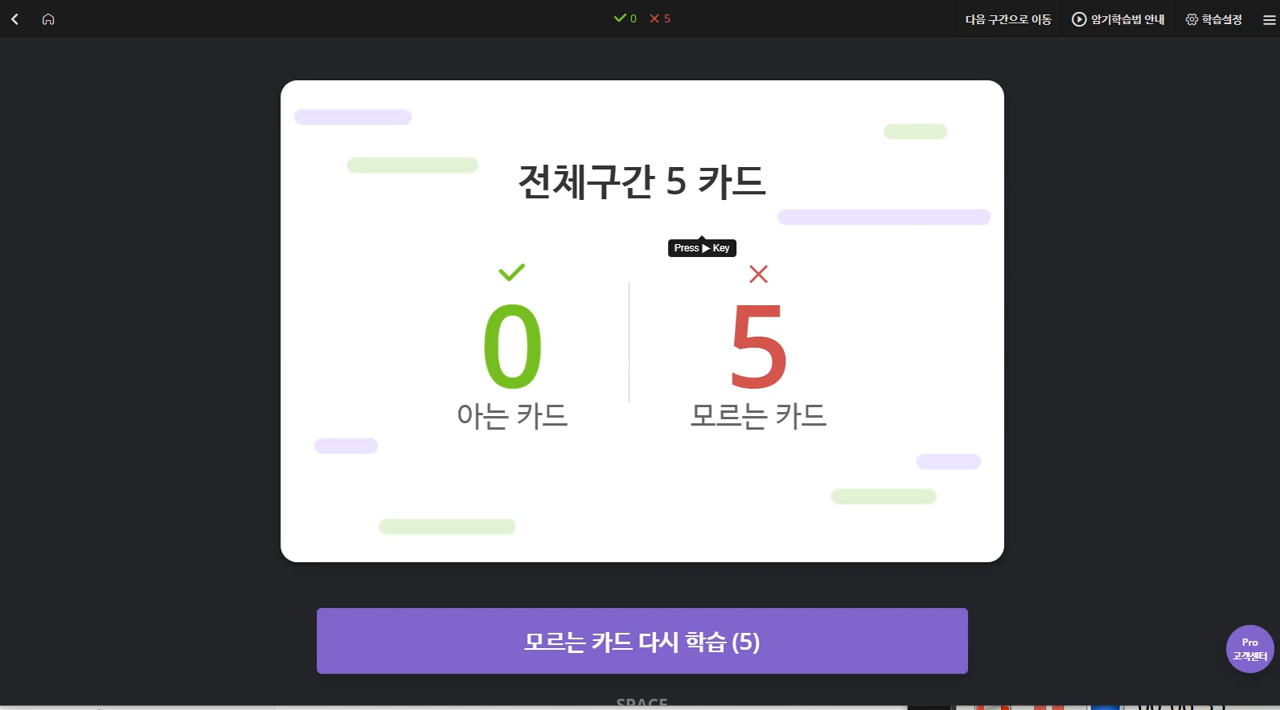 0 5 다음 구간으로 이동 암기학습법 안내 학습설정
전체구간 5 카드
Press ▶ Key
0 5
아는 카드 모르는 카드
모르는 카드 다시 학습 (5)
Pro
고객센터
SPACE